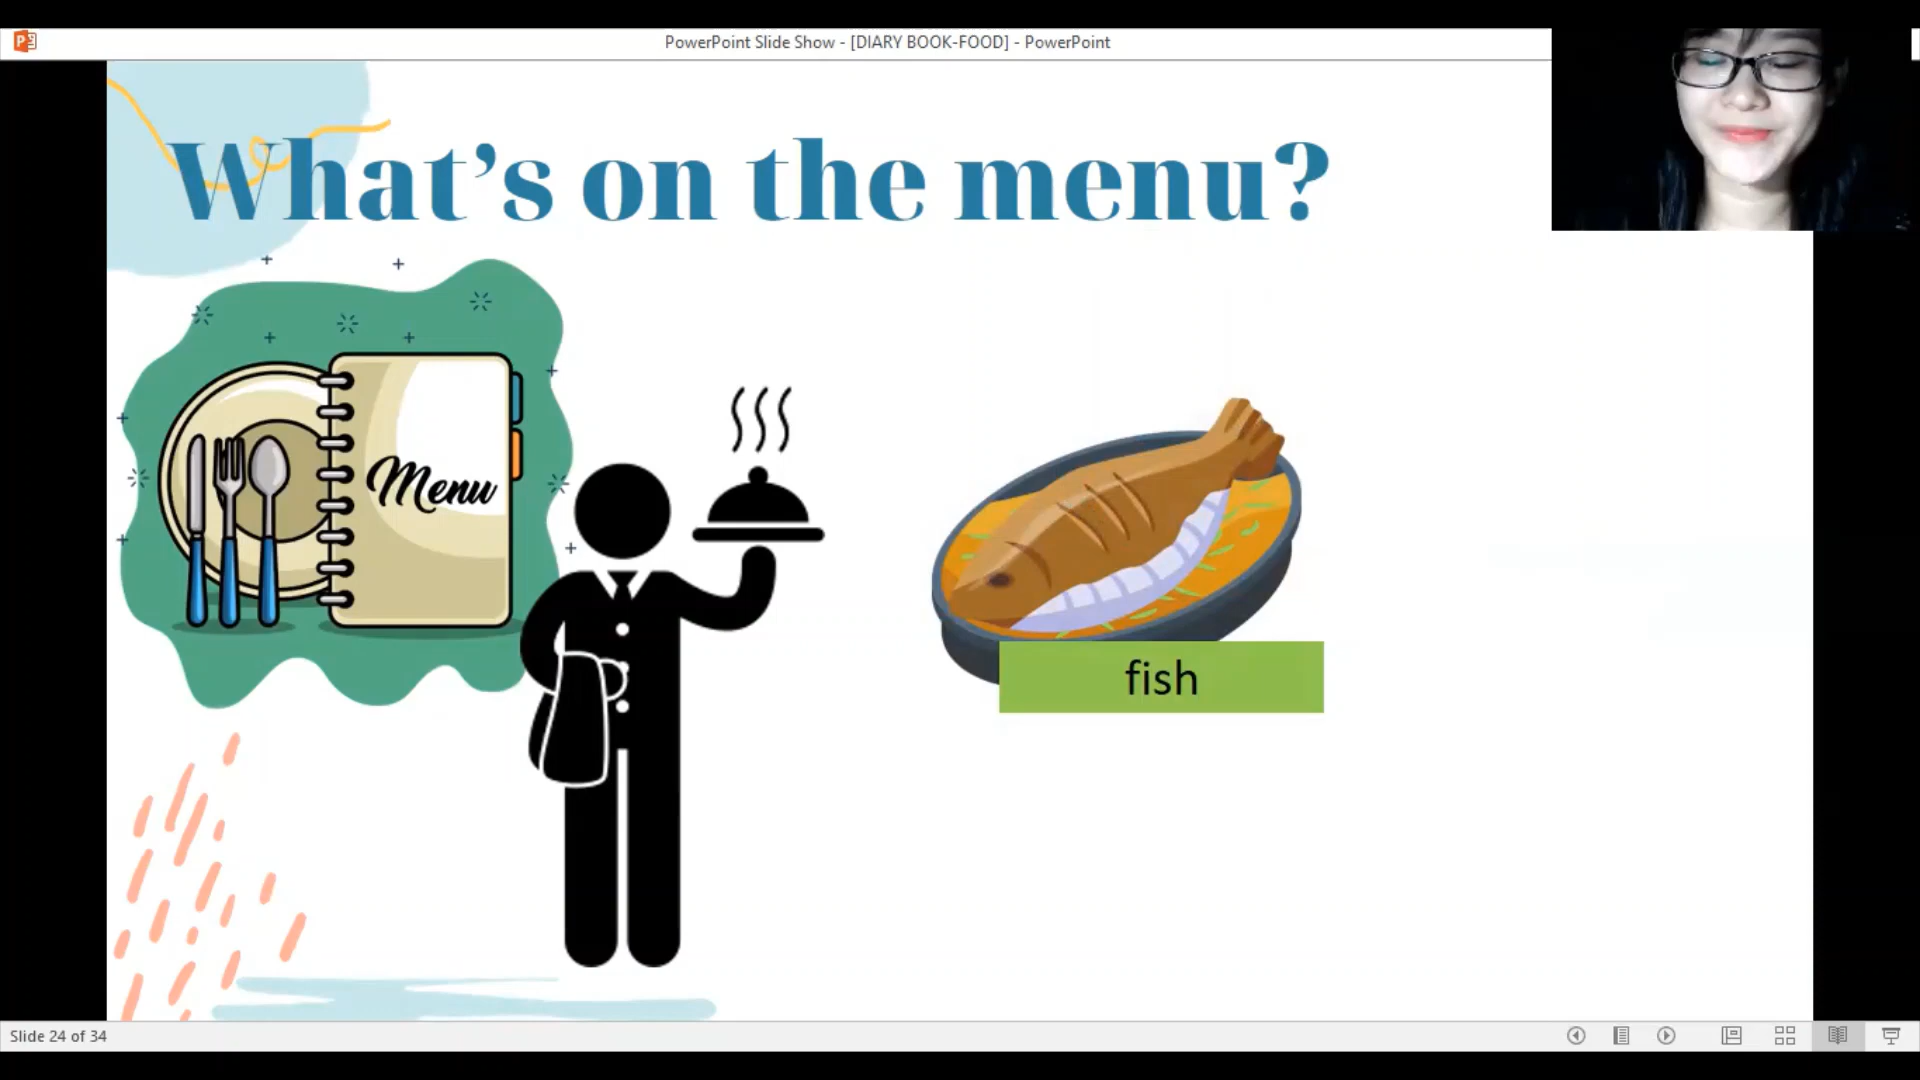 PowerPoint Slide Show - [DIARY BOOK-FOOD] - PowerPoint
What's on the menu?
Menu
fish
Slide 24 of 34